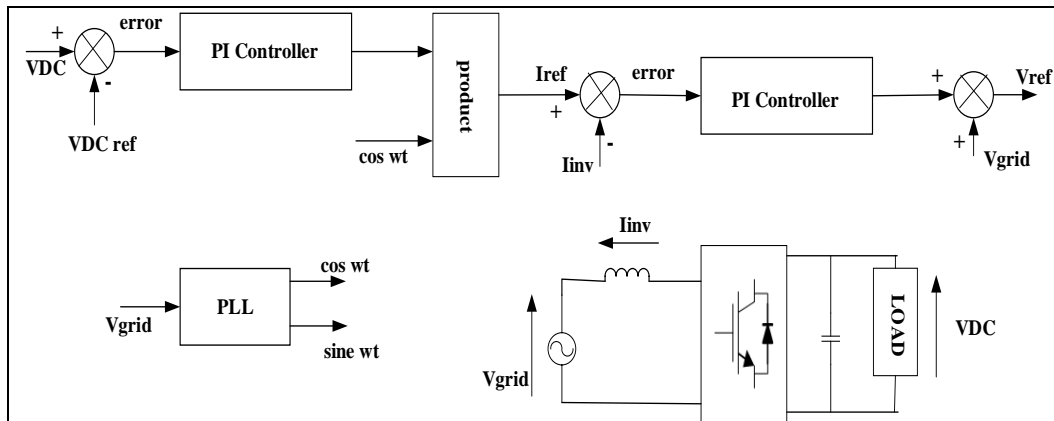 error
+
VDC
-
VDC ref
PI Controller
product
cos wt
Iref
+
error
-
Iinv
PI Controller
+
Vref
+
Vgrid
cos wt
Vgrid
PLL
sine wt
Iinv
Vgrid
LOAD
VDC